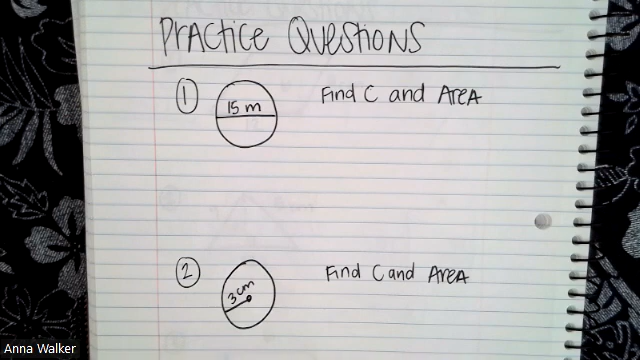 Practice Questions
1 15 m Find C and Area
2 3 cm Find C and Area
Anna Walker